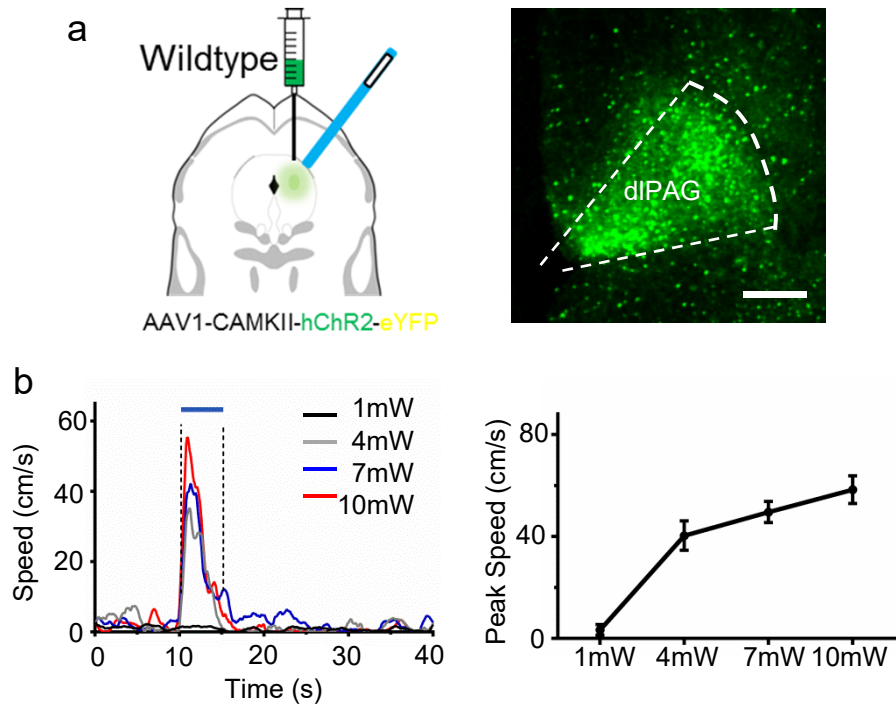 a
Wildtype
AAV1-CAMKII-hChR2-eYFP
dlPAG
b
Speed (cm/s)
60
40
20
0
0 10 20 30 40
Time (s)
1mW
4mW
7mW
10mW
Peak Speed (cm/s)
80
40
0
1mW 4mW 7mW 10mW